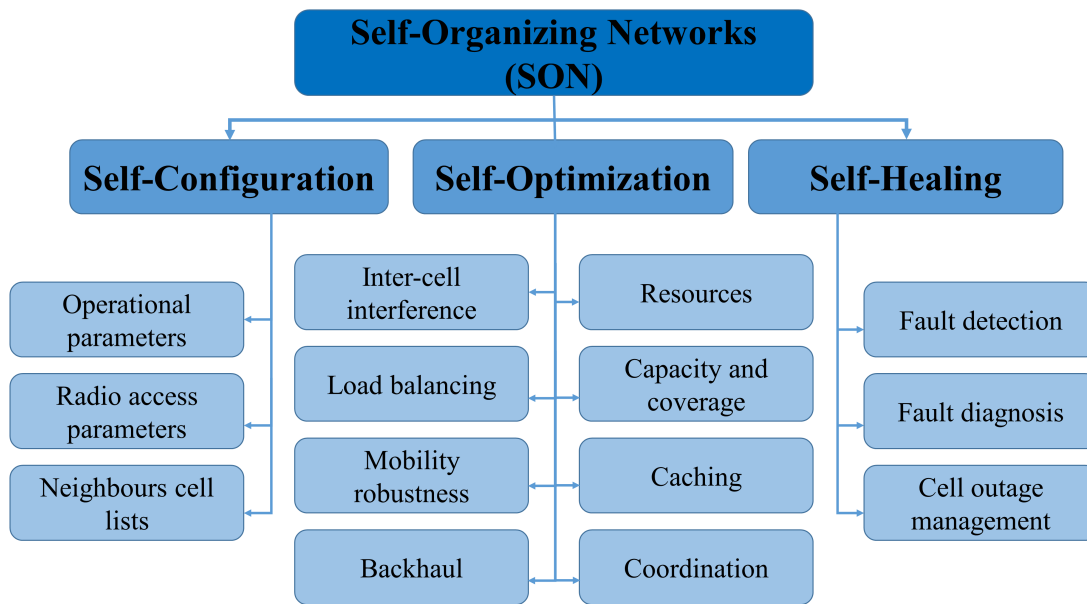 Self-Organizing Networks
(SON)
Self-Configuration
Self-Optimization
Self-Healing
Operational
parameters
Radio access
parameters
Neighbours cell
lists
Inter-cell
interference
Load balancing
Mobility
robustness
Backhaul
Resources
Capacity and
coverage
Caching
Coordination
Fault detection
Fault diagnosis
Cell outage
management